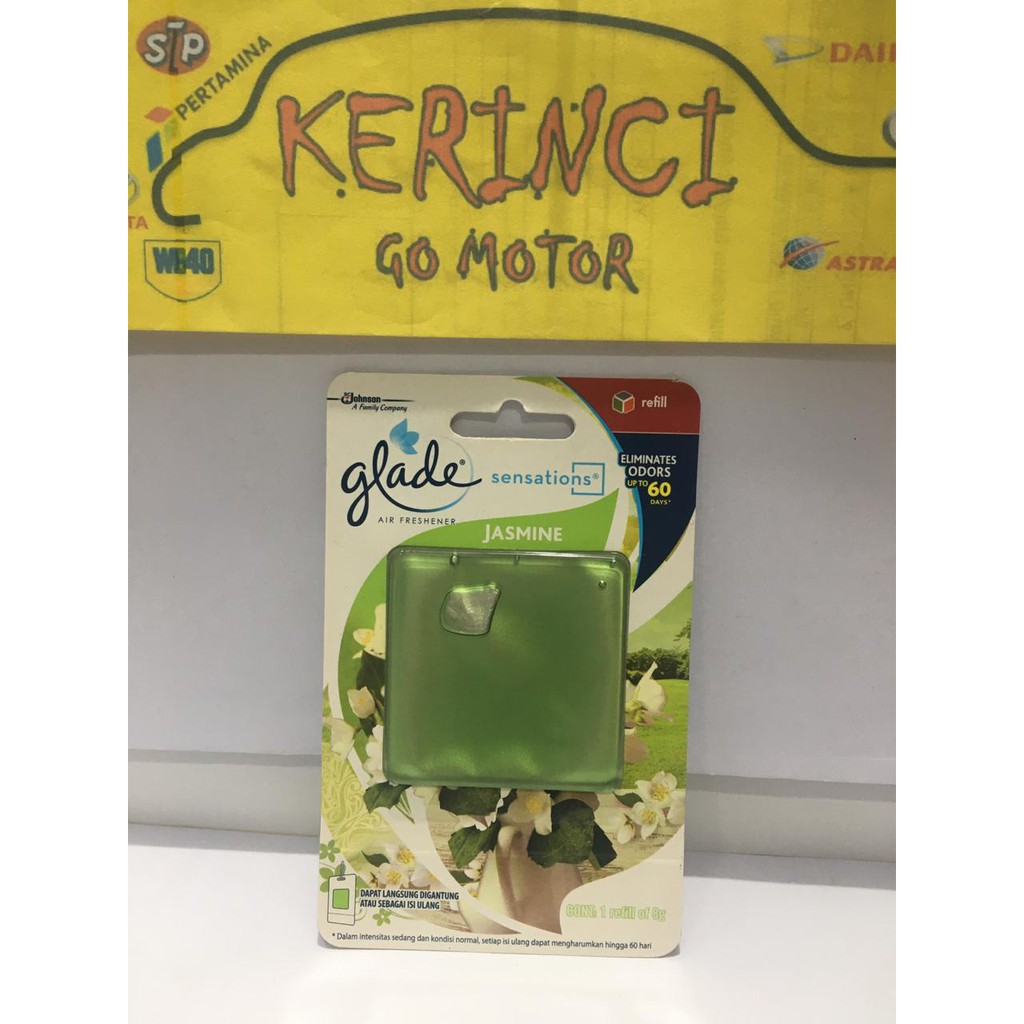 STP
PERTAMINA
TA
WD40
KERINCI
GO MOTOR
DAI
ASTRA
SC Johnson
A Family Company
refill
glade®
AIR FRESHENER
sensations®
ELIMINATES
ODORS
UP TO 60
DAYS*
JASMINE
DAPAT LANGSUNG DIGANTUNG
ATAU SEBAGAI ISI ULANG
CONT: 1 refill of 8g
* Dalam intensitas sedang dan kondisi normal, setiap isi ulang dapat mengharumkan hingga 60 hari